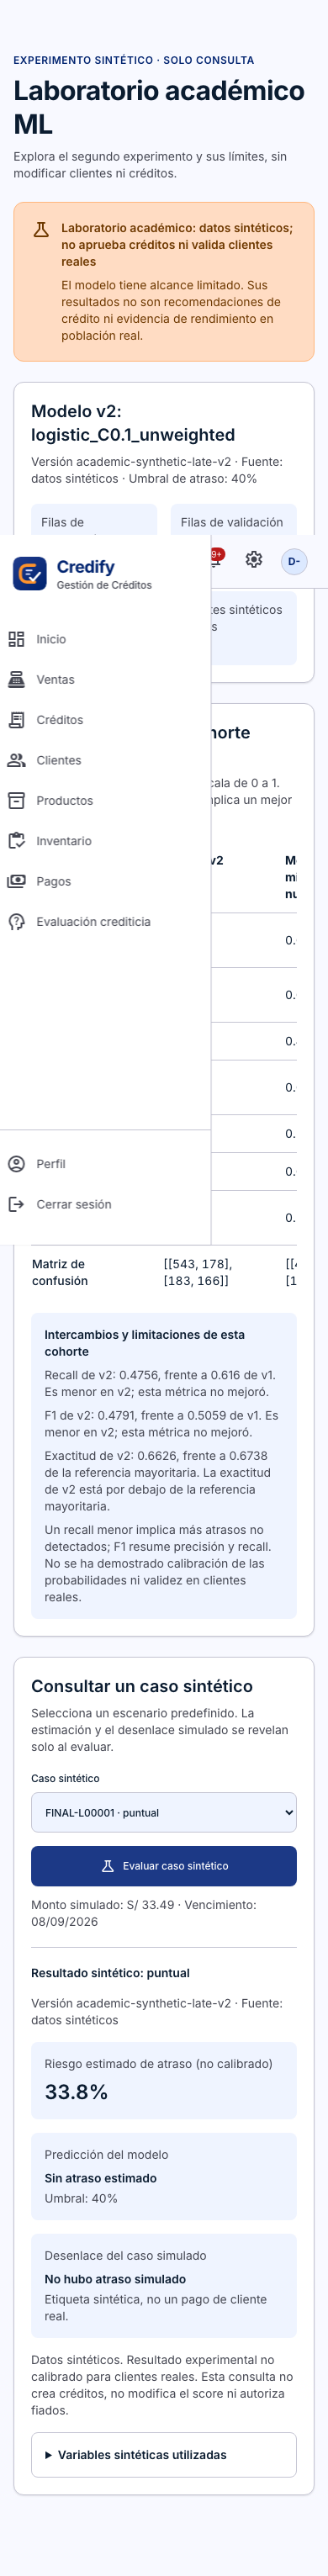 EXPERIMENTO SINTÉTICO · SOLO CONSULTA
Laboratorio académico
ML
Explora el segundo experimento y sus límites, sin
modificar clientes ni créditos.
Laboratorio académico: datos sintéticos;
no aprueba créditos ni valida clientes
reales
El modelo tiene alcance limitado. Sus
resultados no son recomendaciones de
crédito ni evidencia de rendimiento en
población real.
Modelo v2:
logistic_C0.1_unweighted
Versión academic-synthetic-late-v2 · Fuente:
datos sintéticos · Umbral de atraso: 40%
Filas de
Filas de validación
Credify
Gestión de Créditos
9+
D-
Inicio
Ventas
Créditos
Clientes
Productos
Inventario
Pagos
Evaluación crediticia
Perfil
Cerrar sesión
sintéticos
0 a 1.
mejor
v2
Matriz de
confusión
[[543, 178],
[183, 166]]
Intercambios y limitaciones de esta
cohorte
Recall de v2: 0.4756, frente a 0.616 de v1.
Es menor en v2; esta métrica no mejoró.
F1 de v2: 0.4791, frente a 0.5059 de v1. Es
menor en v2; esta métrica no mejoró.
Exactitud de v2: 0.6626, frente a 0.6738
de la referencia mayoritaria. La exactitud
de v2 está por debajo de la referencia
mayoritaria.
Un recall menor implica más atrasos no
detectados; F1 resume precisión y recall.
No se ha demostrado calibración de las
probabilidades ni validez en clientes
reales.
Consultar un caso sintético
Selecciona un escenario predefinido. La
estimación y el desenlace simulado se revelan
solo al evaluar.
Caso sintético
FINAL-L00001 · puntual
Evaluar caso sintético
Monto simulado: S/ 33.49 · Vencimiento:
08/09/2026
Resultado sintético: puntual
Versión academic-synthetic-late-v2 · Fuente:
datos sintéticos
Riesgo estimado de atraso (no calibrado)
33.8%
Predicción del modelo
Sin atraso estimado
Umbral: 40%
Desenlace del caso simulado
No hubo atraso simulado
Etiqueta sintética, no un pago de cliente
real.
Datos sintéticos. Resultado experimental no
calibrado para clientes reales. Esta consulta no
crea créditos, no modifica el score ni autoriza
fiados.
Variables sintéticas utilizadas